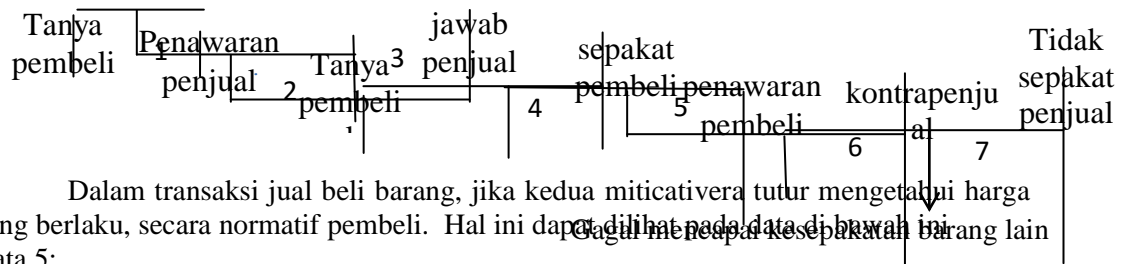 Tanya
pembeli
1
Penawaran
penjual
2
Tanya
pembeli
3
jawab
penjual
4
sepakat
pembeli
5
penawaran
pembeli
6
kontrapenju
al
7
Tidak
sepakat
penjual
Dalam transaksi jual beli barang, jika kedua miticativera tutur mengetahui harga
ng berlaku, secara normatif pembeli. Hal ini dapat dilihat pada data di bawah ini
Gagal mencapai kesepakatan barang lain
ata 5: